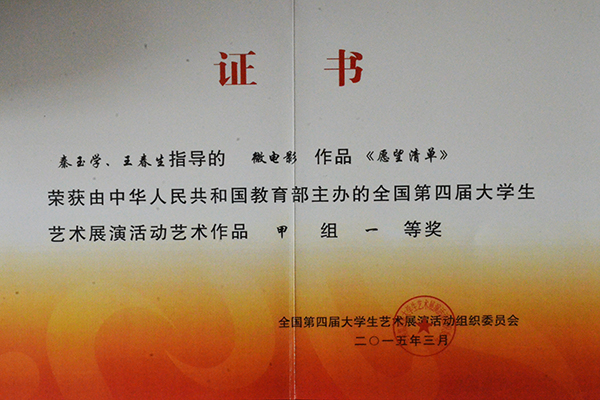 证 书
秦玉学、王春生指导的 微电影 作品《愿望清单》
荣获由中华人民共和国教育部主办的全国第四届大学生
艺术展演活动艺术作品 甲 组 一 等奖
全国第四届大学生艺术展演活动组织委员会
二〇一五年三月